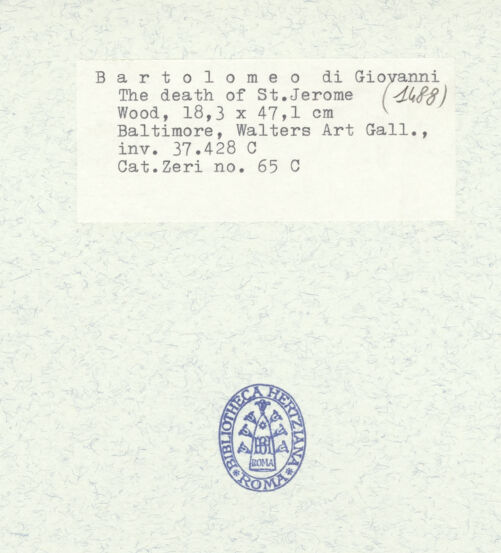 B a r t o l o m e o di Giovanni
The death of St.Jerome (1488)
Wood, 18,3 x 47,1 cm
Baltimore, Walters Art Gall.,
inv. 37.428 C
Cat.Zeri no. 65 C
BIBLIOTHECA HERTZIANA
ROMA
* ROMA *